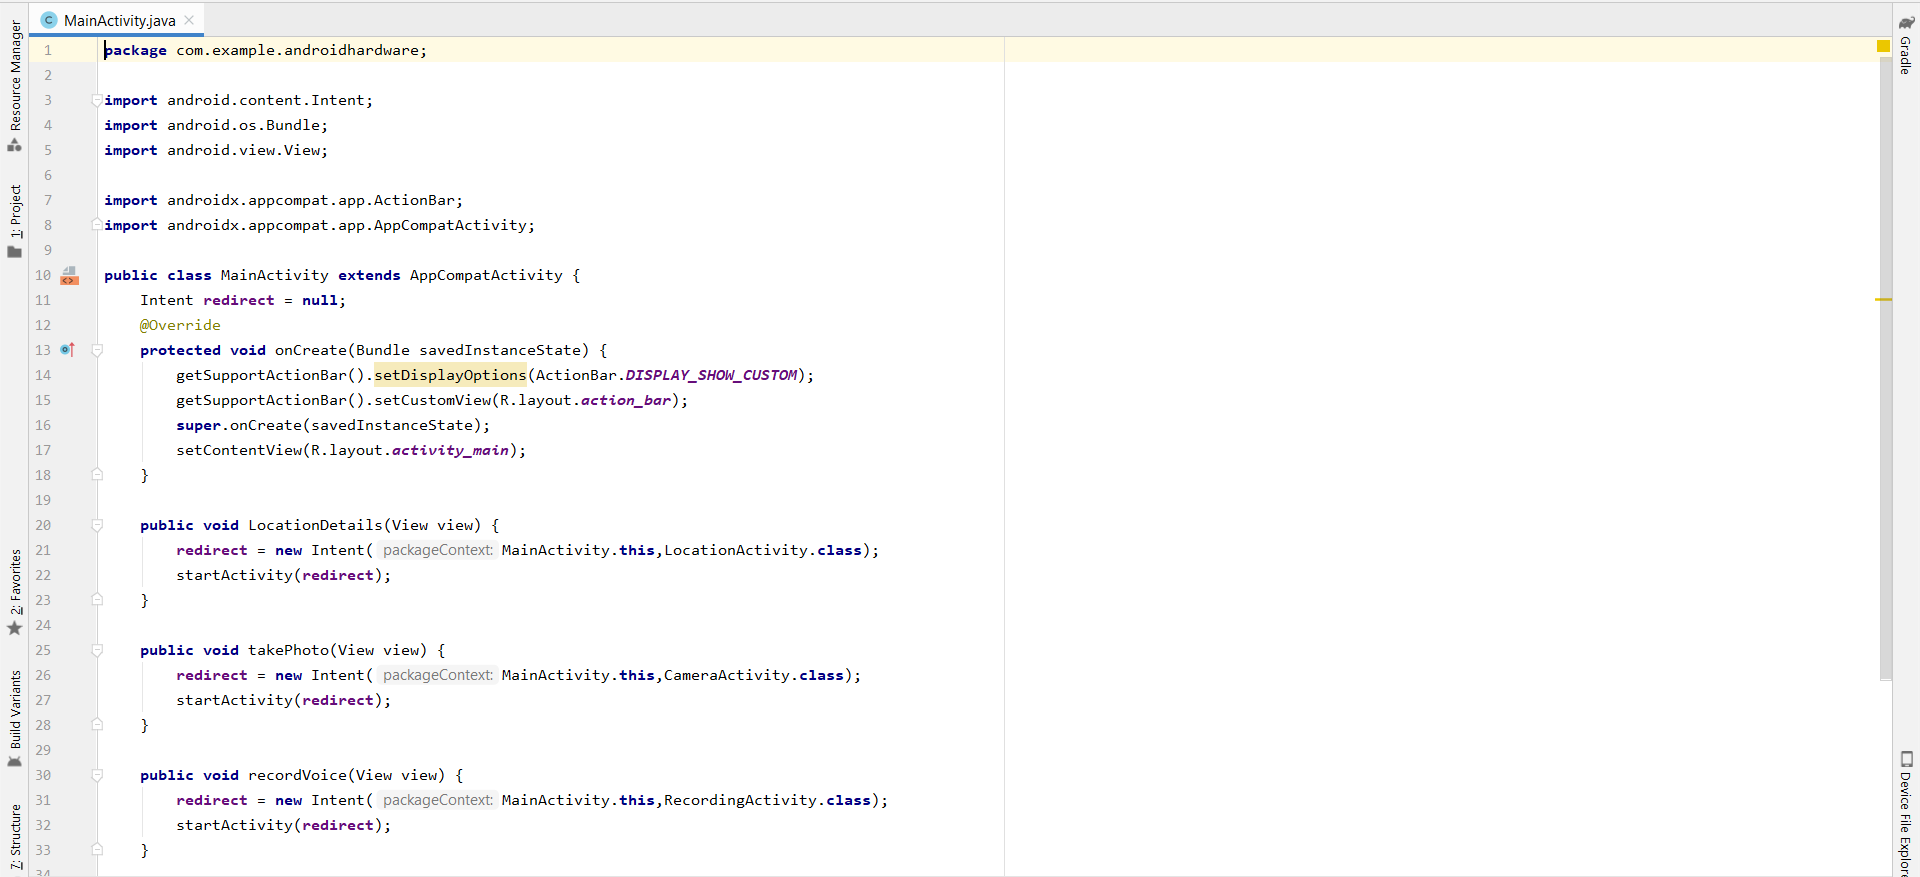 MainActivity.java
Resource Manager
1: Project
2: Favorites
Build Variants
7: Structure
1 package com.example.androidhardware;
2
3 import android.content.Intent;
4 import android.os.Bundle;
5 import android.view.View;
6
7 import androidx.appcompat.app.ActionBar;
8 import androidx.appcompat.app.AppCompatActivity;
9
10 public class MainActivity extends AppCompatActivity {
11     Intent redirect = null;
12     @Override
13     protected void onCreate(Bundle savedInstanceState) {
14         getSupportActionBar().setDisplayOptions(ActionBar.DISPLAY_SHOW_CUSTOM);
15         getSupportActionBar().setCustomView(R.layout.action_bar);
16         super.onCreate(savedInstanceState);
17         setContentView(R.layout.activity_main);
18     }
19
20     public void LocationDetails(View view) {
21         redirect = new Intent( packageContext: MainActivity.this,LocationActivity.class);
22         startActivity(redirect);
23     }
24
25     public void takePhoto(View view) {
26         redirect = new Intent( packageContext: MainActivity.this,CameraActivity.class);
27         startActivity(redirect);
28     }
29
30     public void recordVoice(View view) {
31         redirect = new Intent( packageContext: MainActivity.this,RecordingActivity.class);
32         startActivity(redirect);
33     }
34
Gradle
Device File Explore